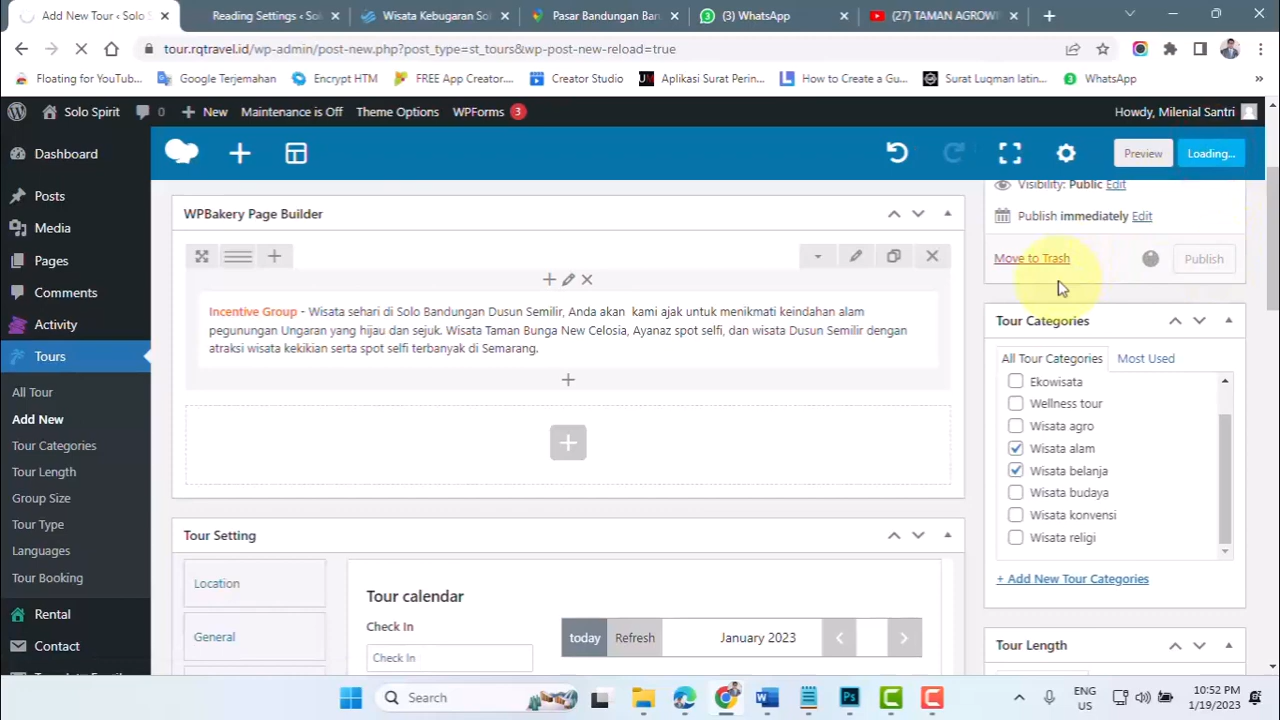 Add New Tour ‹ Solo S
Reading Settings ‹ Sol
Wisata Kebugaran Sol
Pasar Bandungan Ban
(3) WhatsApp
(27) TAMAN AGROWI
tour.rqtravel.id/wp-admin/post-new.php?post_type=st_tours&wp-post-new-reload=true
Floating for YouTub...
Google Terjemahan
Encrypt HTM
FREE App Creator....
Creator Studio
Aplikasi Surat Perin...
How to Create a Gu...
Surat Luqman latin...
WhatsApp
Solo Spirit
0
New
Maintenance is Off
Theme Options
WPForms 3
Howdy, Milenial Santri
Preview
Loading...
Dashboard
Posts
Media
Pages
Comments
Activity
Tours
All Tour
Add New
Tour Categories
Tour Length
Group Size
Tour Type
Languages
Tour Booking
Rental
Contact
WPBakery Page Builder
Incentive Group - Wisata sehari di Solo Bandungan Dusun Semilir, Anda akan kami ajak untuk menikmati keindahan alam
pegunungan Ungaran yang hijau dan sejuk. Wisata Taman Bunga New Celosia, Ayanaz spot selfi, dan wisata Dusun Semilir dengan
atraksi wisata kekikian serta spot selfi terbanyak di Semarang.
Tour Setting
Location
General
Tour calendar
Check In
Check In
today
Refresh
January 2023
Visibility: Public Edit
Publish immediately Edit
Move to Trash
Publish
Tour Categories
All Tour Categories
Most Used
Ekowisata
Wellness tour
Wisata agro
Wisata alam
Wisata belanja
Wisata budaya
Wisata konvensi
Wisata religi
+ Add New Tour Categories
Tour Length
Search
ENG
US
10:52 PM
1/19/2023